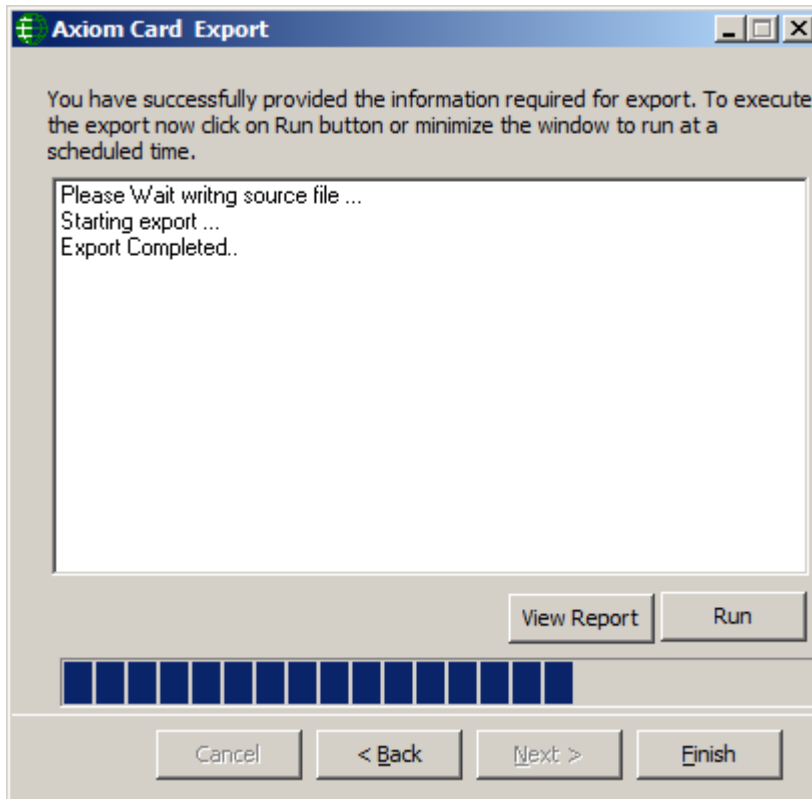 Axiom Card Export
You have successfully provided the information required for export. To execute
the export now click on Run button or minimize the window to run at a
scheduled time.
Please Wait writng source file ...
Starting export ...
Export Completed..
View Report
Run
Cancel
< Back
Next >
Finish